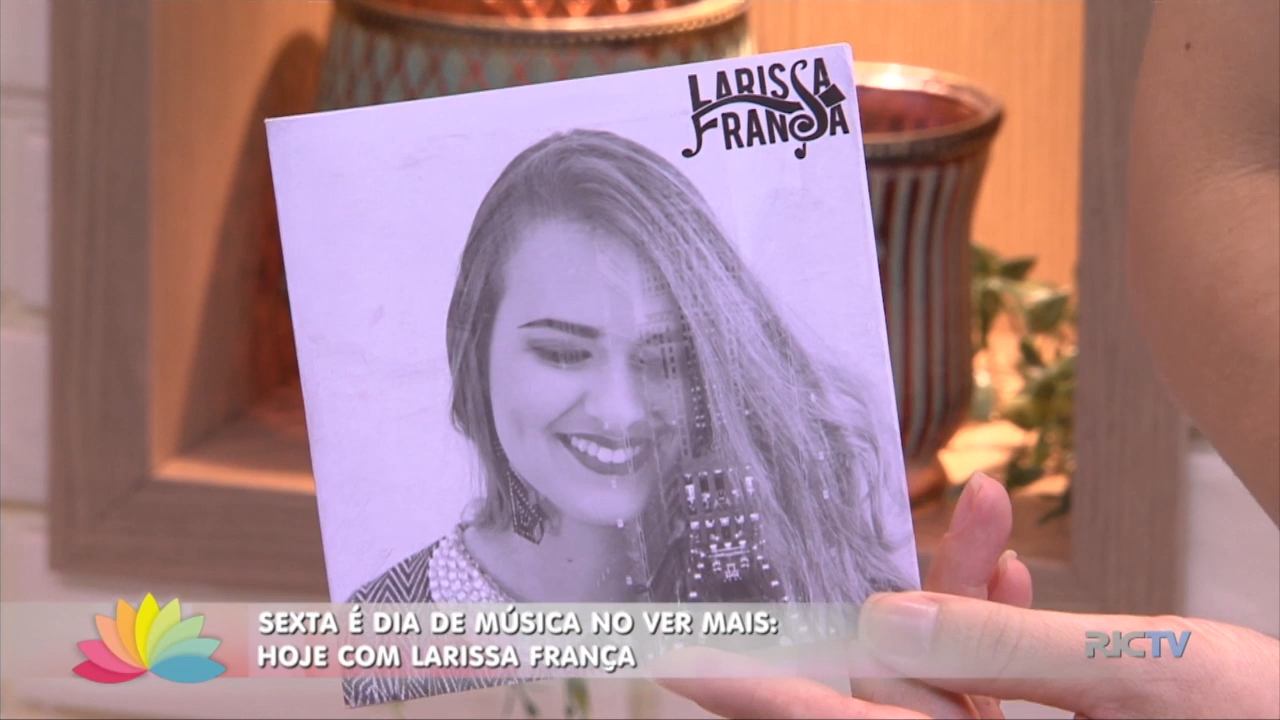 LARISSA
FRANÇA
SEXTA É DIA DE MÚSICA NO VER MAIS:
HOJE COM LARISSA FRANÇA
RICTV